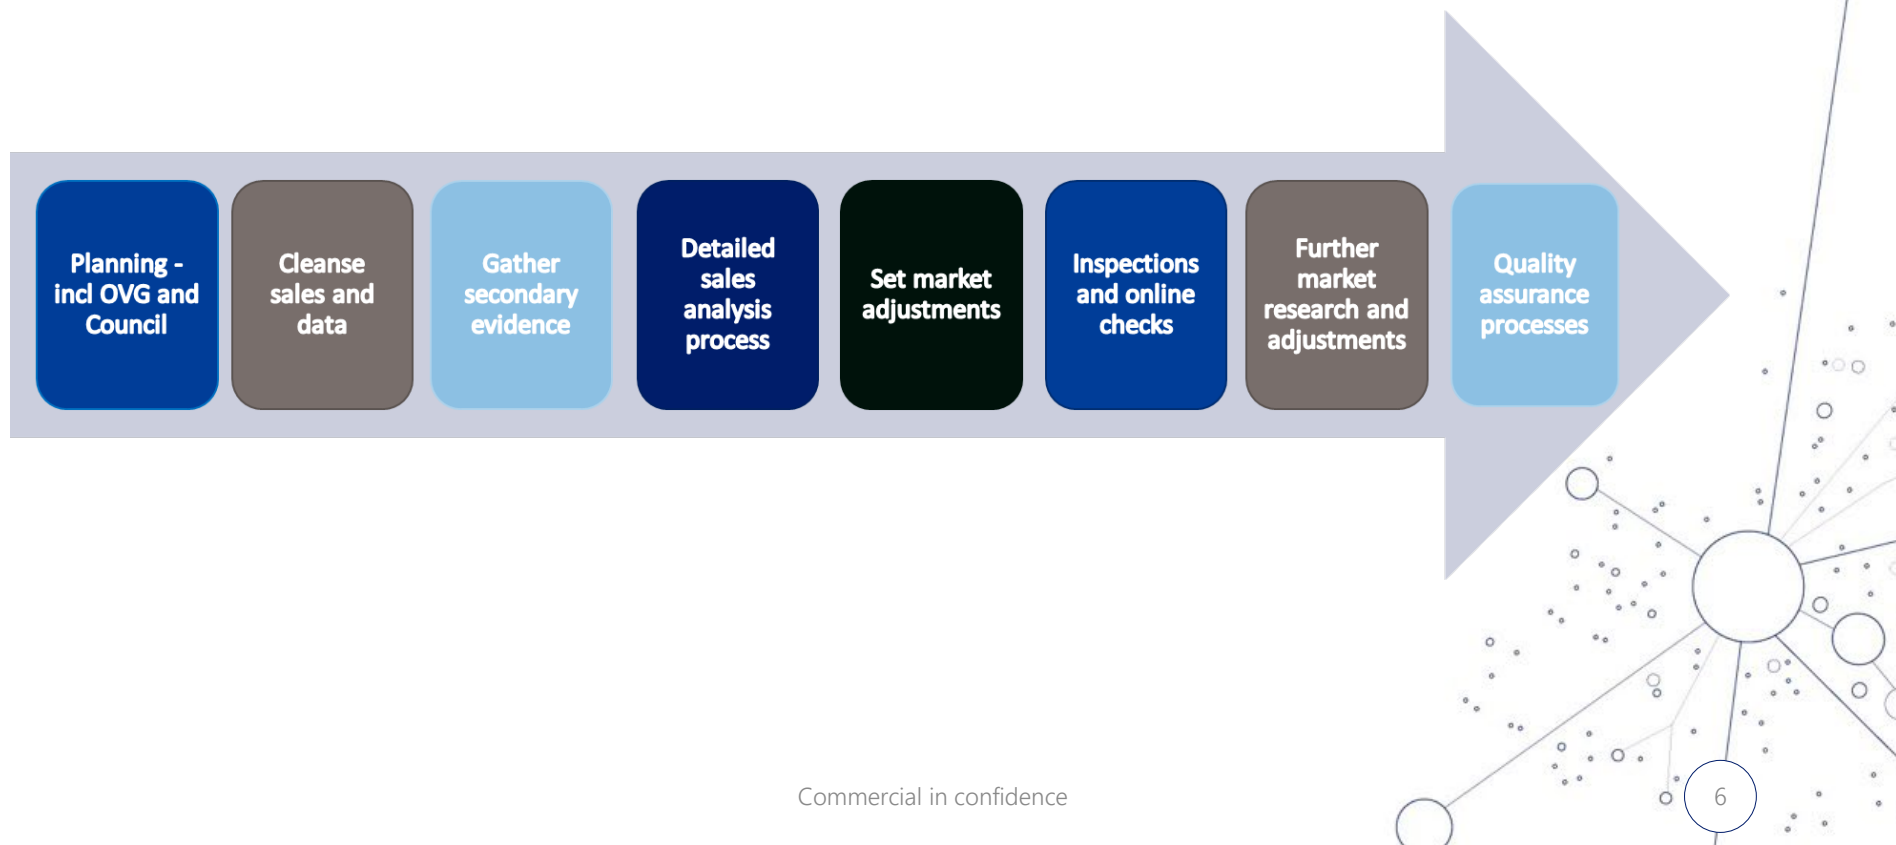 Planning -
incl OVG and
Council
Cleanse
sales and
data
Gather
secondary
evidence
Detailed
sales
analysis
process
Set market
adjustments
Inspections
and online
checks
Further
market
research and
adjustments
Quality
assurance
processes
Commercial in confidence
6